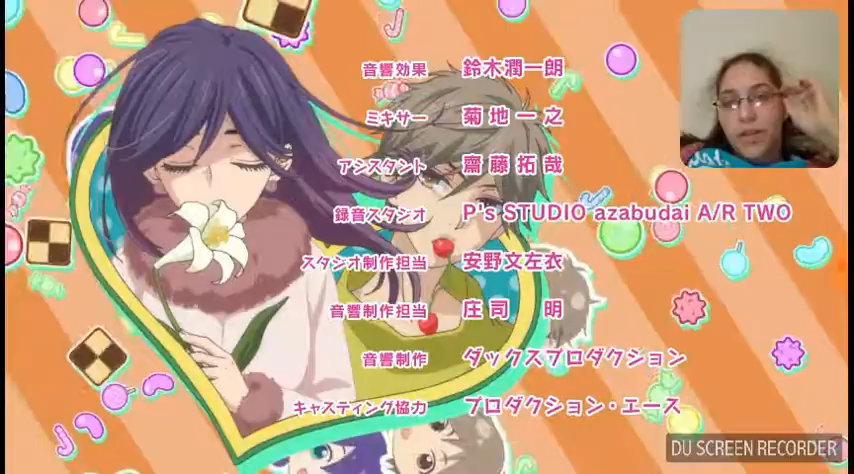 音響効果 鈴木潤一朗
ミキサー 菊地一之
アシスタント 齋藤拓哉
録音スタジオ P's STUDIO azabudai A/R TWO
スタジオ制作担当 安野文左衣
音響制作担当 庄司 明
音響制作 ダックスプロダクション
キャスティング協力 プロダクション・エース
DU SCREEN RECORDER